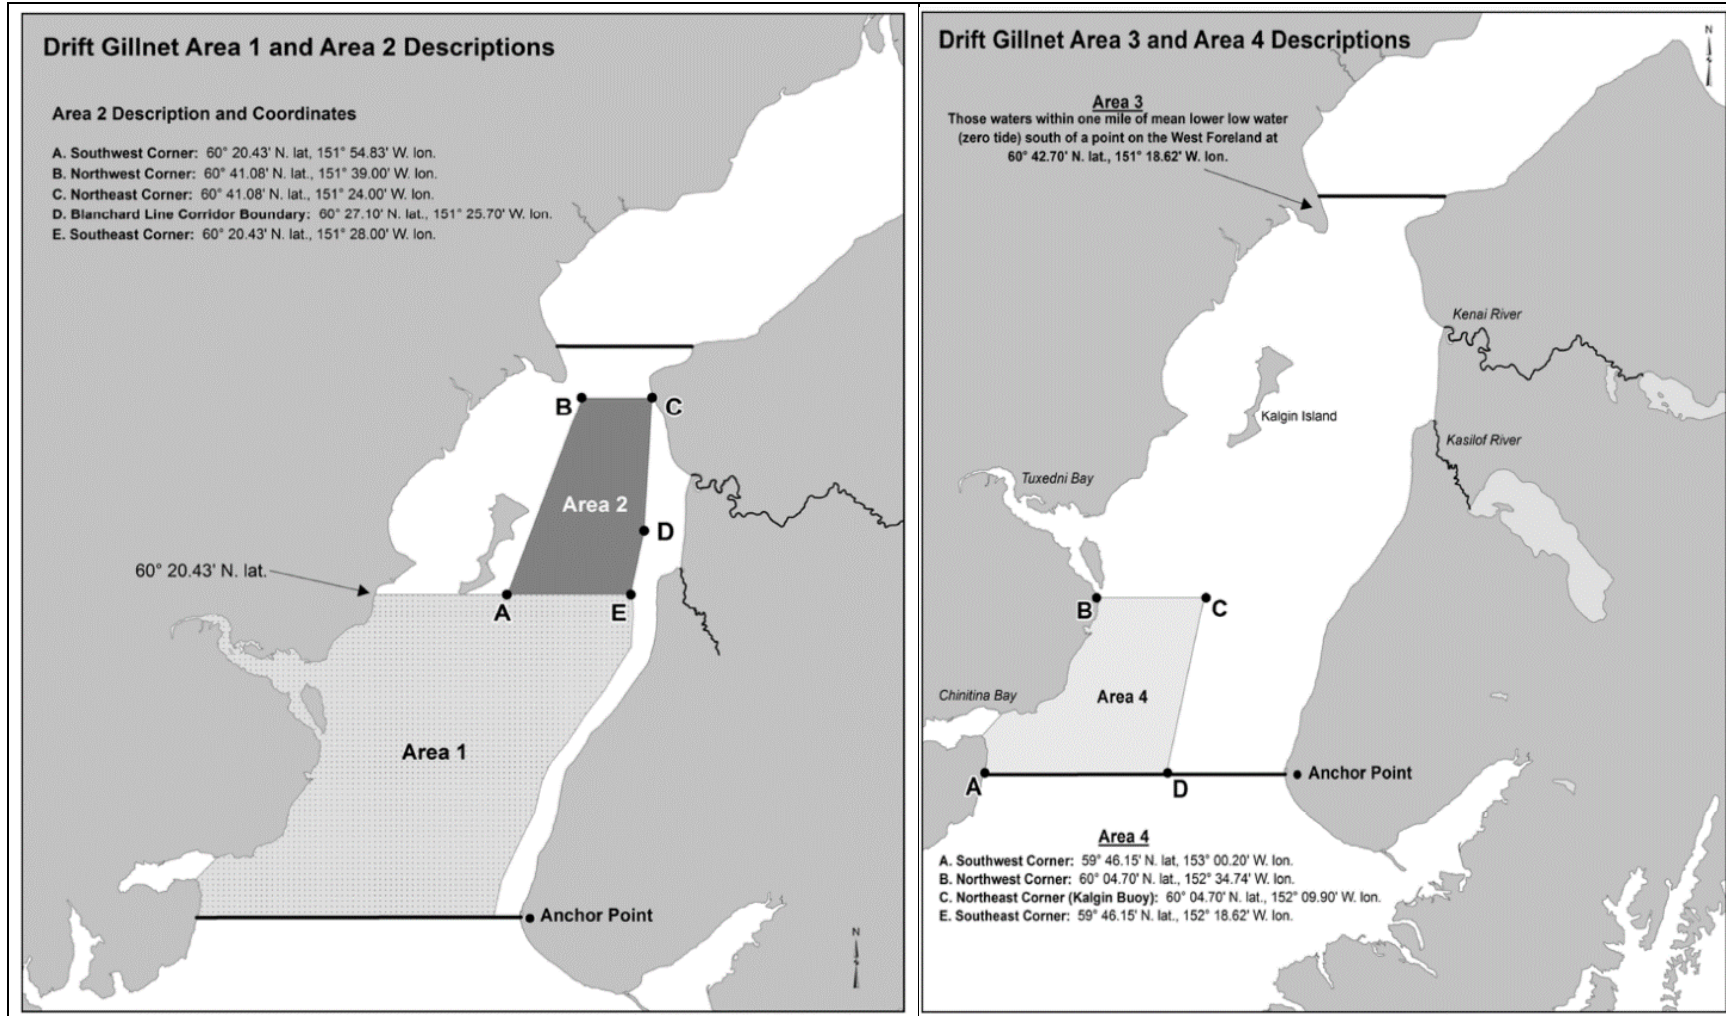 Drift Gillnet Area 1 and Area 2 Descriptions
Area 2 Description and Coordinates
A. Southwest Corner: 60° 20.43' N. lat, 151° 54.83' W. lon.
B. Northwest Corner: 60° 41.08' N. lat., 151° 39.00' W. lon.
C. Northeast Corner: 60° 41.08' N. lat., 151° 24.00' W. lon.
D. Blanchard Line Corridor Boundary: 60° 27.10' N. lat., 151° 25.70' W. lon.
E. Southeast Corner: 60° 20.43' N. lat., 151° 28.00' W. lon.
B
C
Area 2
D
60° 20.43' N. lat.
A
E
Area 1
Anchor Point
N
Drift Gillnet Area 3 and Area 4 Descriptions
N
Area 3
Those waters within one mile of mean lower low water
(zero tide) south of a point on the West Foreland at
60° 42.70' N. lat., 151° 18.62' W. lon.
Kenai River
Kalgin Island
Kasilof River
Tuxedni Bay
B
C
Chinitina Bay
Area 4
A
D
Anchor Point
Area 4
A. Southwest Corner: 59° 46.15' N. lat, 153° 00.20' W. lon.
B. Northwest Corner: 60° 04.70' N. lat., 152° 34.74' W. lon.
C. Northeast Corner (Kalgin Buoy): 60° 04.70' N. lat., 152° 09.90' W. lon.
E. Southeast Corner: 59° 46.15' N. lat., 152° 18.62' W. lon.